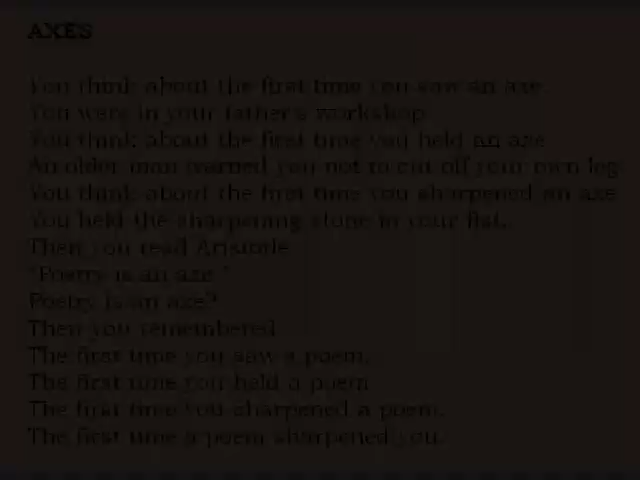 AXES
You think about the first time you saw an axe.
You were in your father's workshop.
You think about the first time you held an axe.
An older man warned you not to cut off your own leg.
You think about the first time you sharpened an axe.
You held the sharpening stone in your fist.
Then you read Aristotle.
"Poetry is an axe."
Poetry is an axe?
Then you remembered
The first time you saw a poem.
The first time you held a poem.
The first time you sharpened a poem.
The first time a poem sharpened you.